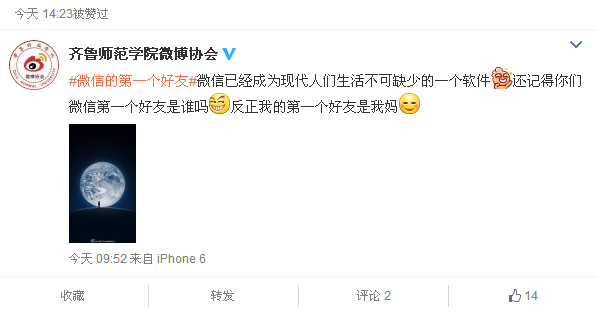 今天 14:23被赞过
齐鲁师范学院微博协会
微博协会
#微信的第一个好友#微信已经成为现代人们生活不可缺少的一个软件还记得你们
微信第一个好友是谁吗反正我的第一个好友是我妈
今天 09:52 来自 iPhone 6
收藏
转发
评论 2
14